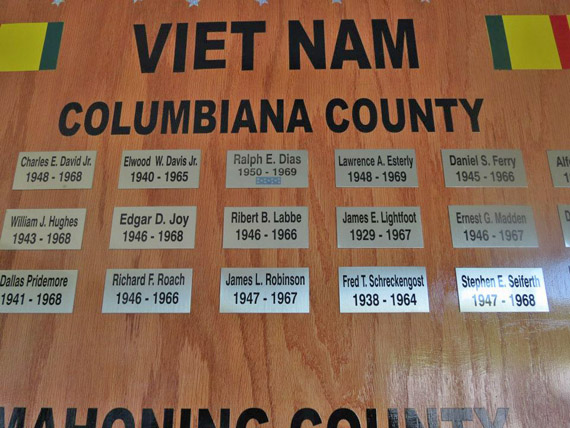 VIET NAM
COLUMBIANA COUNTY
Charles E. David Jr.
1948 - 1968
Elwood W. Davis Jr.
1940 - 1965
Ralph E. Dias
1950 - 1969
Lawrence A. Esterly
1948 - 1969
Daniel S. Ferry
1945 - 1966
William J. Hughes
1943 - 1968
Edgar D. Joy
1946 - 1968
Ribert B. Labbe
1946 - 1966
James E. Lightfoot
1929 - 1967
Ernest G. Madden
1946 - 1967
Dallas Pridemore
1941 - 1968
Richard F. Roach
1946 - 1966
James L. Robinson
1947 - 1967
Fred T. Schreckengost
1938 - 1964
Stephen E. Seiferth
1947 - 1968
MAHONING COUNTY